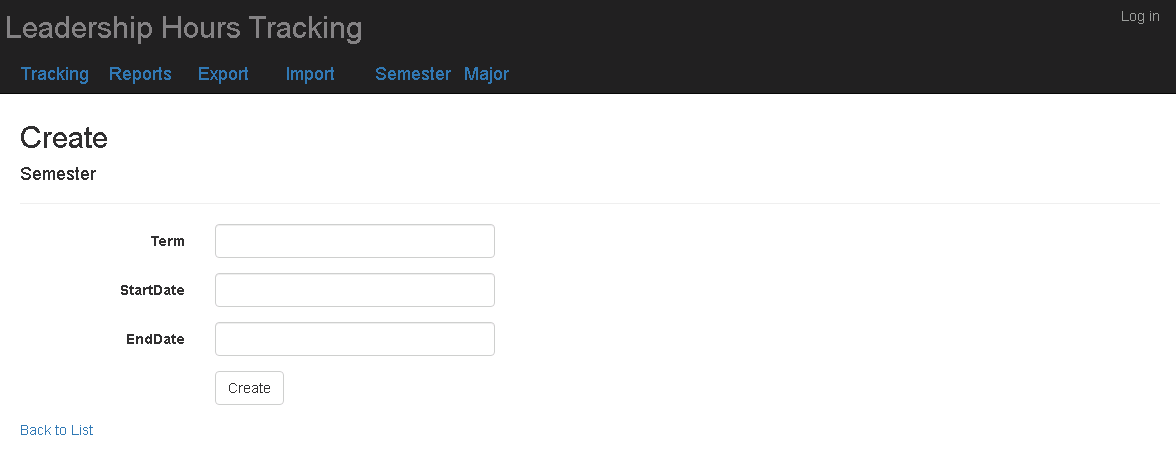 Log in
Leadership Hours Tracking
Tracking Reports Export Import Semester Major
Create
Semester
Term
StartDate
EndDate
Create
Back to List